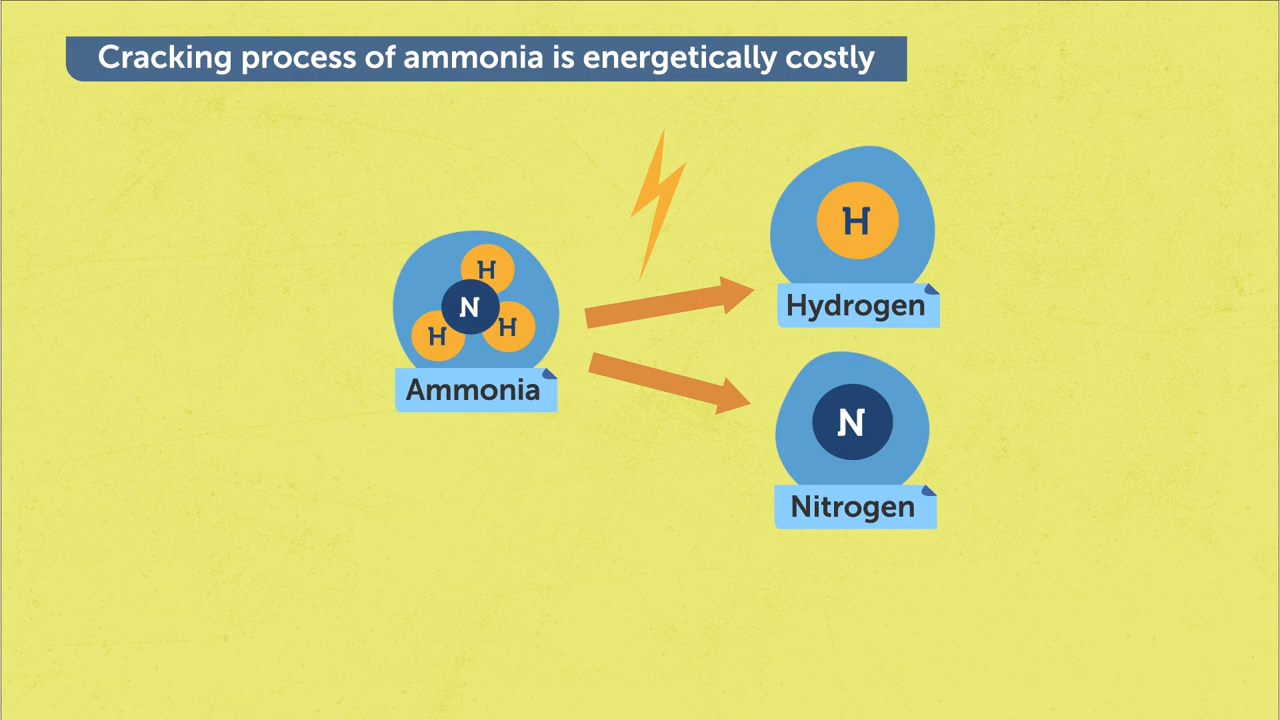 Cracking process of ammonia is energetically costly
H
N
H
H
Ammonia
H
Hydrogen
N
Nitrogen